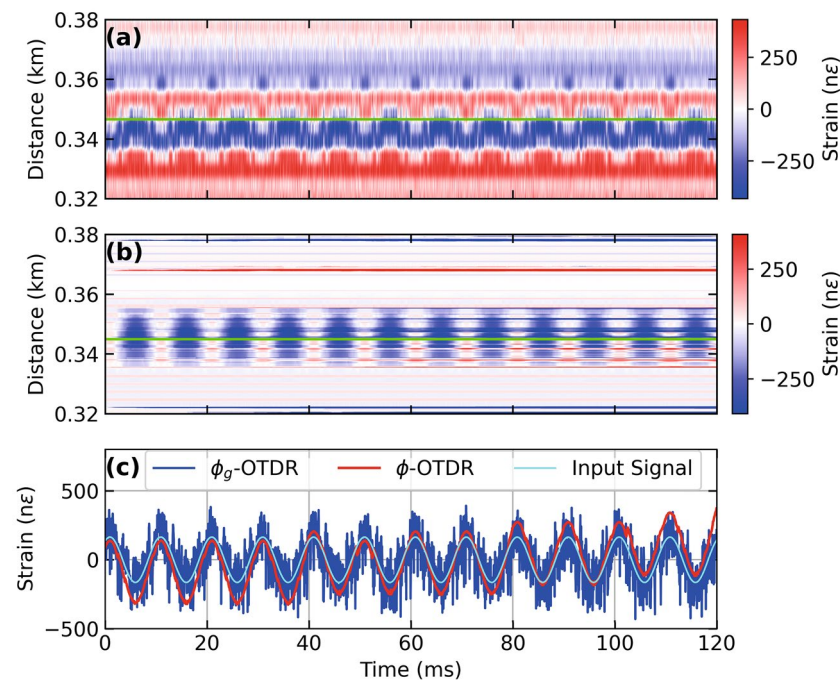 (a)
0.38
0.36
0.34
0.32
Distance (km)
250
0
−250
Strain (nε)
(b)
0.38
0.36
0.34
0.32
Distance (km)
250
0
−250
Strain (nε)
(c)
ϕg-OTDR
ϕ-OTDR
Input Signal
500
0
−500
Strain (nε)
0 20 40 60 80 100 120
Time (ms)